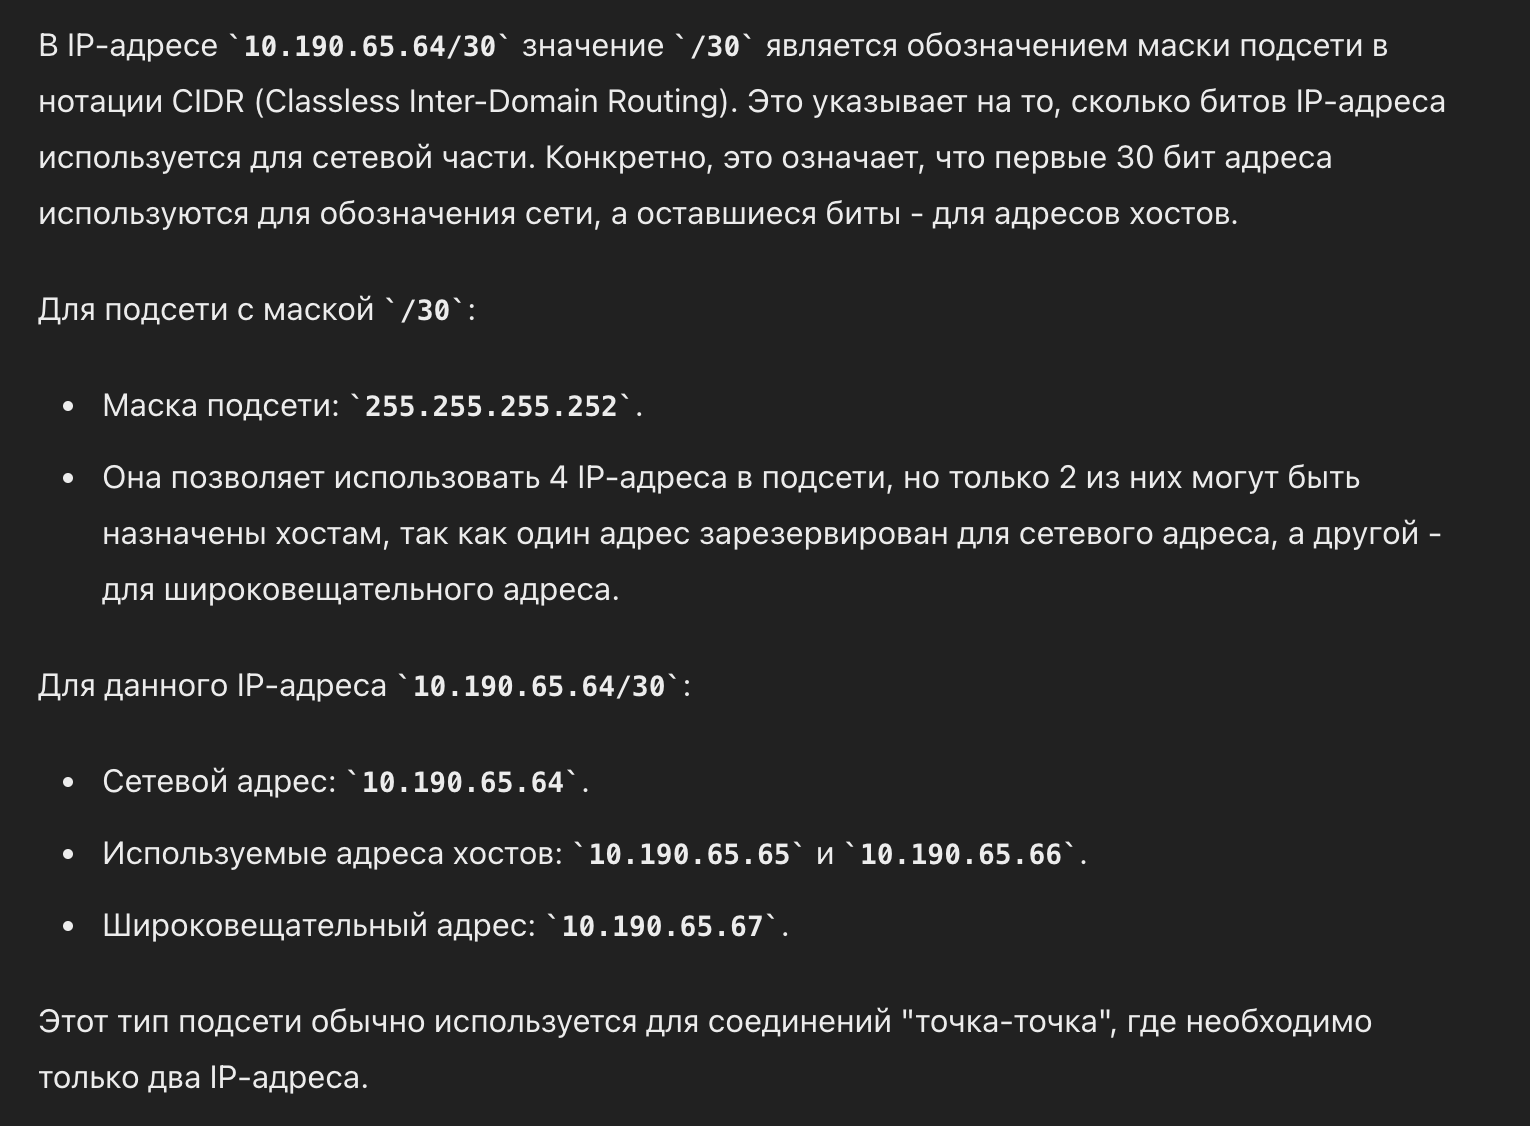 В IP-адресе `10.190.65.64/30` значение `/30` является обозначением маски подсети в
нотации CIDR (Classless Inter-Domain Routing). Это указывает на то, сколько битов IP-адреса
используется для сетевой части. Конкретно, это означает, что первые 30 бит адреса
используются для обозначения сети, а оставшиеся биты - для адресов хостов.
Для подсети с маской `/30`:
• Маска подсети: `255.255.255.252`.
• Она позволяет использовать 4 IP-адреса в подсети, но только 2 из них могут быть
назначены хостам, так как один адрес зарезервирован для сетевого адреса, а другой -
для широковещательного адреса.
Для данного IP-адреса `10.190.65.64/30`:
• Сетевой адрес: `10.190.65.64`.
• Используемые адреса хостов: `10.190.65.65` и `10.190.65.66`.
• Широковещательный адрес: `10.190.65.67`.
Этот тип подсети обычно используется для соединений "точка-точка", где необходимо
только два IP-адреса.